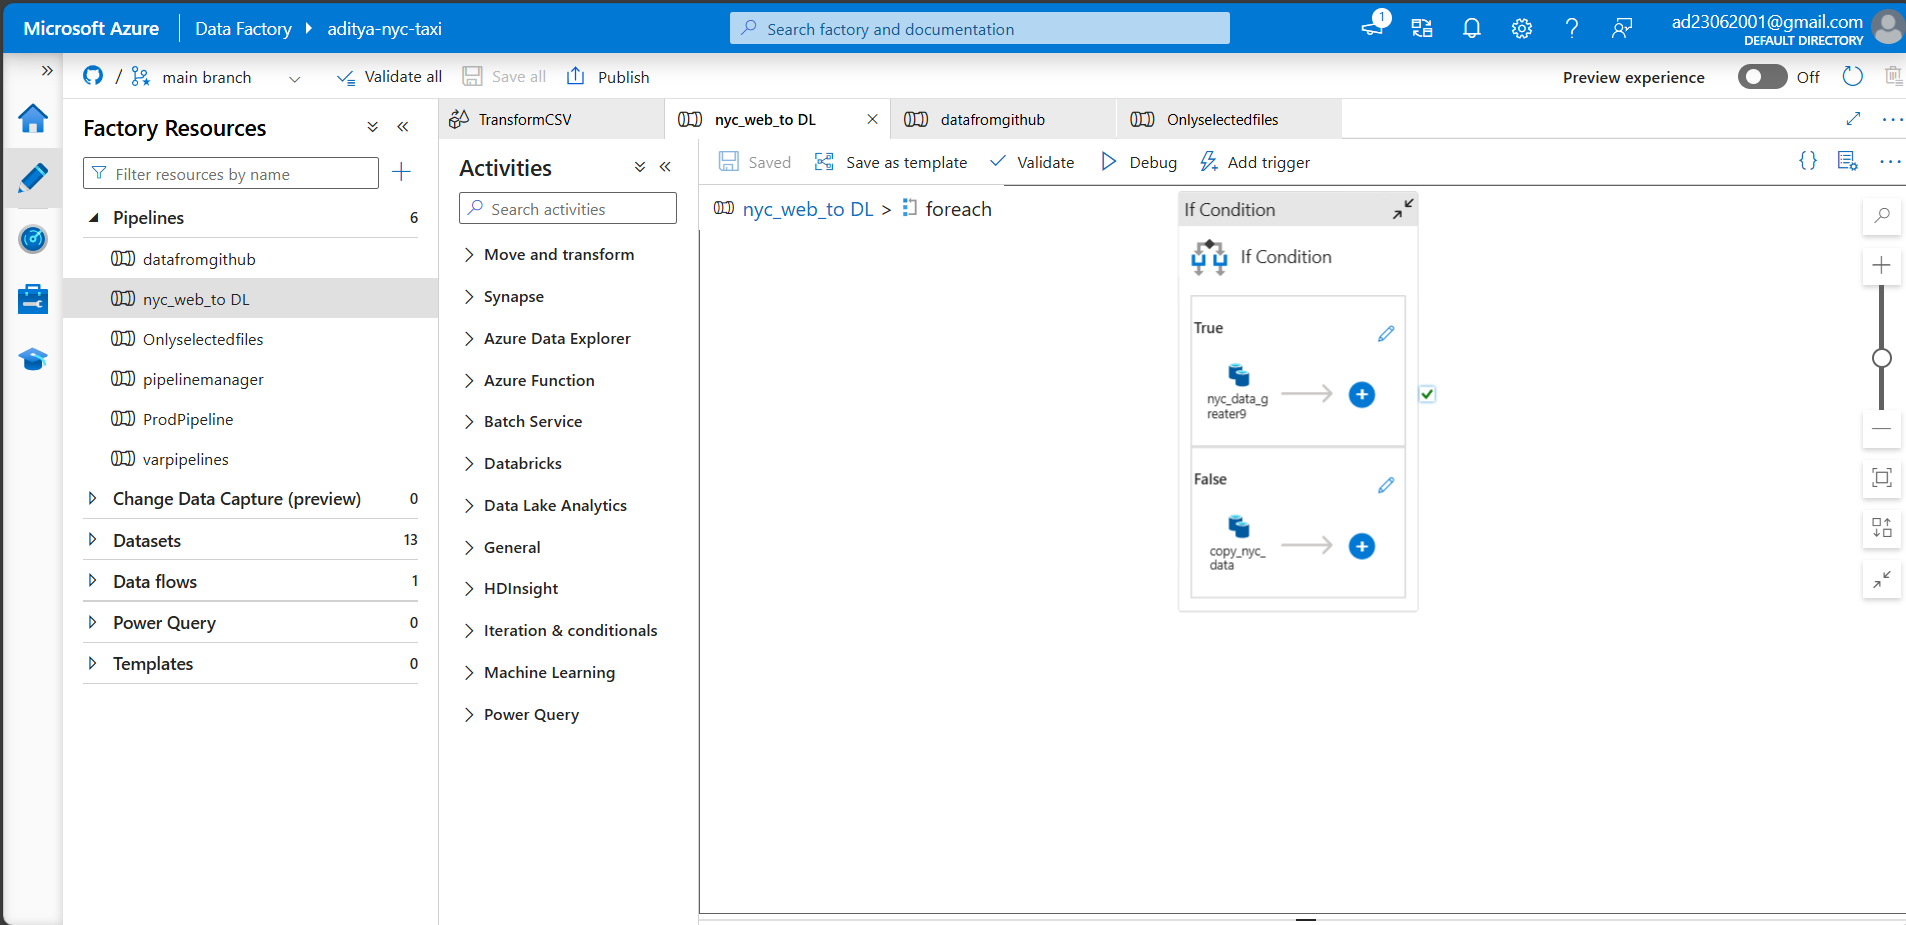 Microsoft Azure
Data Factory
aditya-nyc-taxi
Search factory and documentation
1
ad23062001@gmail.com
DEFAULT DIRECTORY
/
main branch
Validate all
Save all
Publish
Preview experience
Off
Factory Resources
Filter resources by name
Pipelines 6
datafromgithub
nyc_web_to DL
Onlyselectedfiles
pipelinemanager
ProdPipeline
varpipelines
Change Data Capture (preview) 0
Datasets 13
Data flows 1
Power Query 0
Templates 0
TransformCSV
nyc_web_to DL
datafromgithub
Onlyselectedfiles
Activities
Search activities
Move and transform
Synapse
Azure Data Explorer
Azure Function
Batch Service
Databricks
Data Lake Analytics
General
HDInsight
Iteration & conditionals
Machine Learning
Power Query
Saved
Save as template
Validate
Debug
Add trigger
{}
nyc_web_to DL > foreach
If Condition
If Condition
True
nyc_data_g
reater9
False
copy_nyc_
data